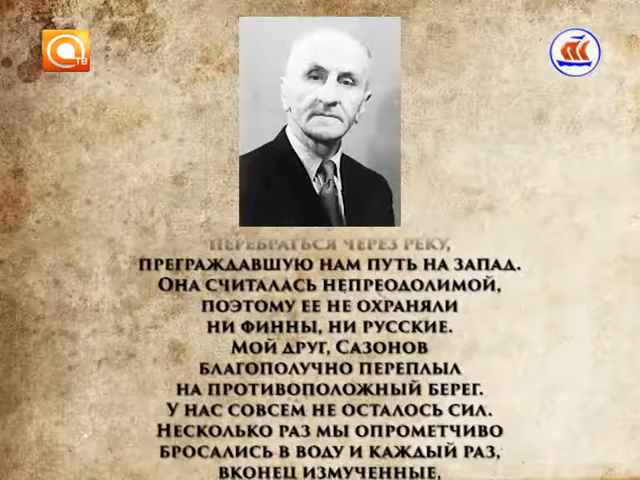 ТВ
ПЕРЕБРАТЬСЯ ЧЕРЕЗ РЕКУ,
ПРЕГРАЖДАВШУЮ НАМ ПУТЬ НА ЗАПАД.
ОНА СЧИТАЛАСЬ НЕПРЕОДОЛИМОЙ,
ПОЭТОМУ ЕЕ НЕ ОХРАНЯЛИ
НИ ФИННЫ, НИ РУССКИЕ.
МОЙ ДРУГ, САЗОНОВ
БЛАГОПОЛУЧНО ПЕРЕПЛЫЛ
НА ПРОТИВОПОЛОЖНЫЙ БЕРЕГ.
У НАС СОВСЕМ НЕ ОСТАЛОСЬ СИЛ.
НЕСКОЛЬКО РАЗ МЫ ОПРОМЕТЧИВО
БРОСАЛИСЬ В ВОДУ И КАЖДЫЙ РАЗ,
ВКОНЕЦ ИЗМУЧЕННЫЕ,